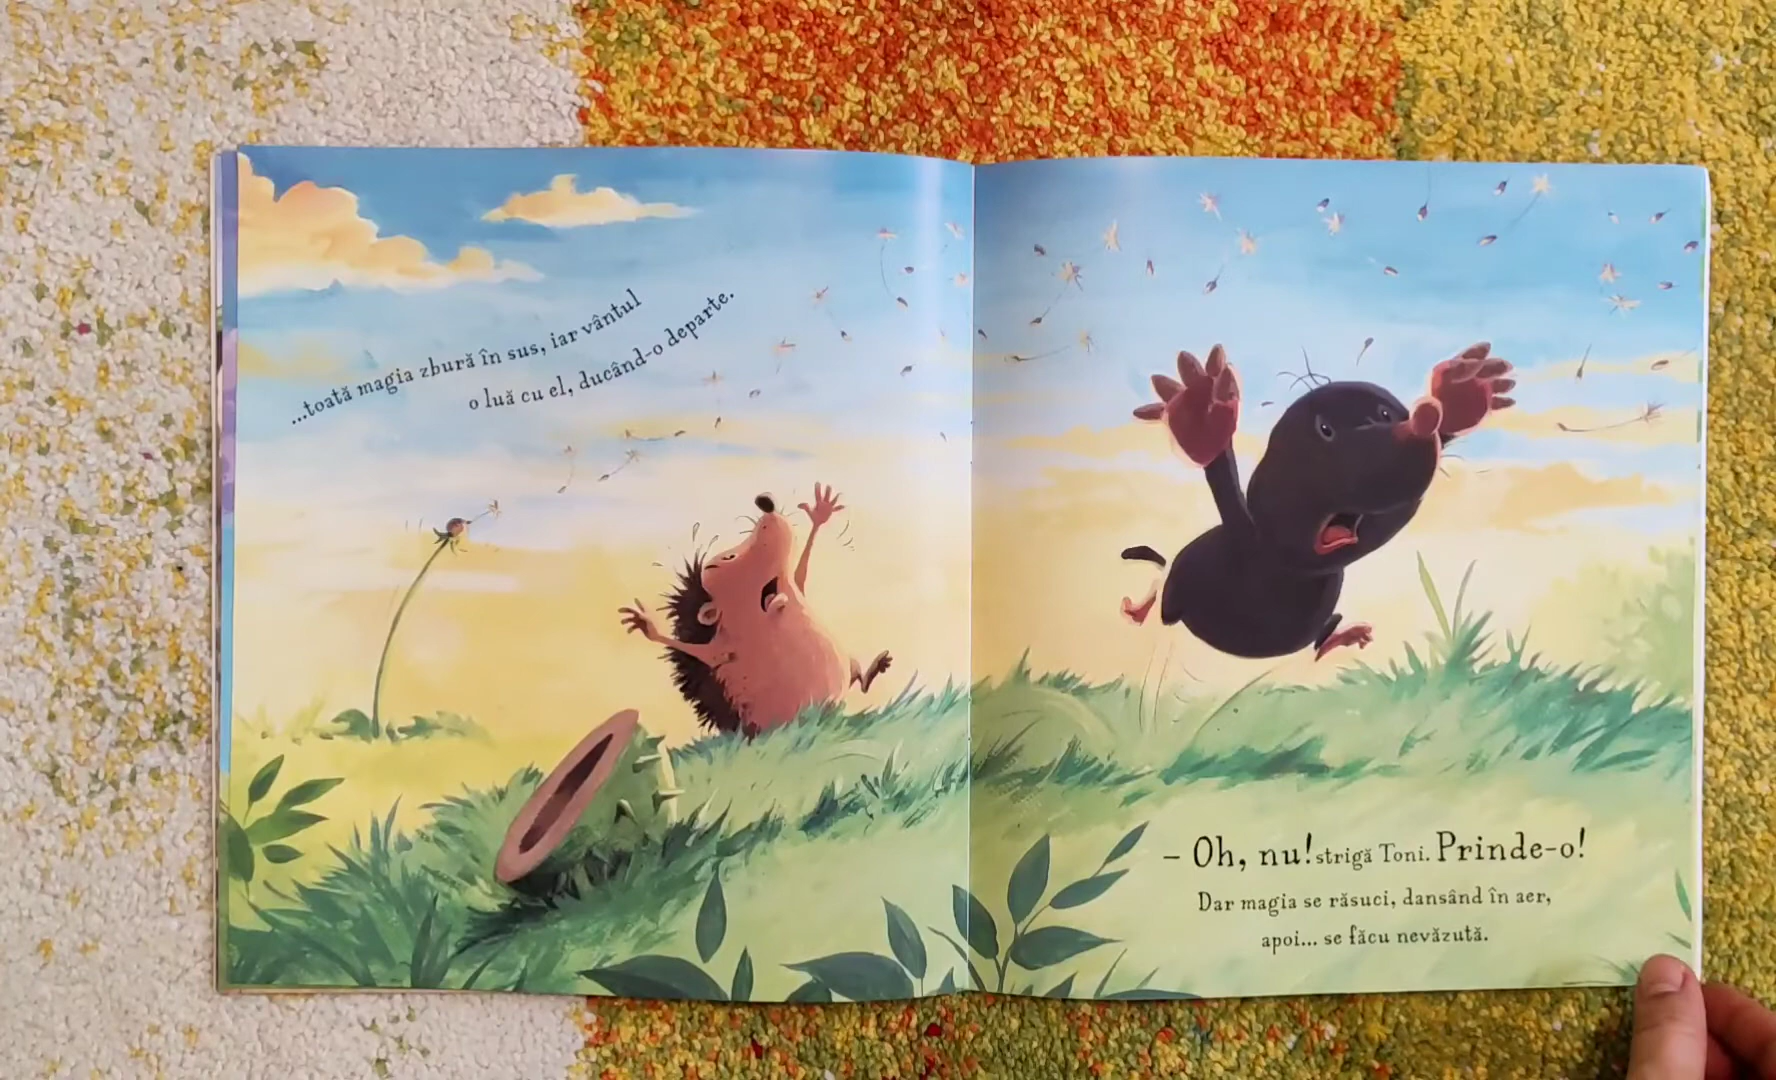 ...toată magia zbură în sus, iar vântul
o luă cu el, ducând-o departe.
– Oh, nu! strigă Toni. Prinde-o!
Dar magia se răsuci, dansând în aer,
apoi... se făcu nevăzută.